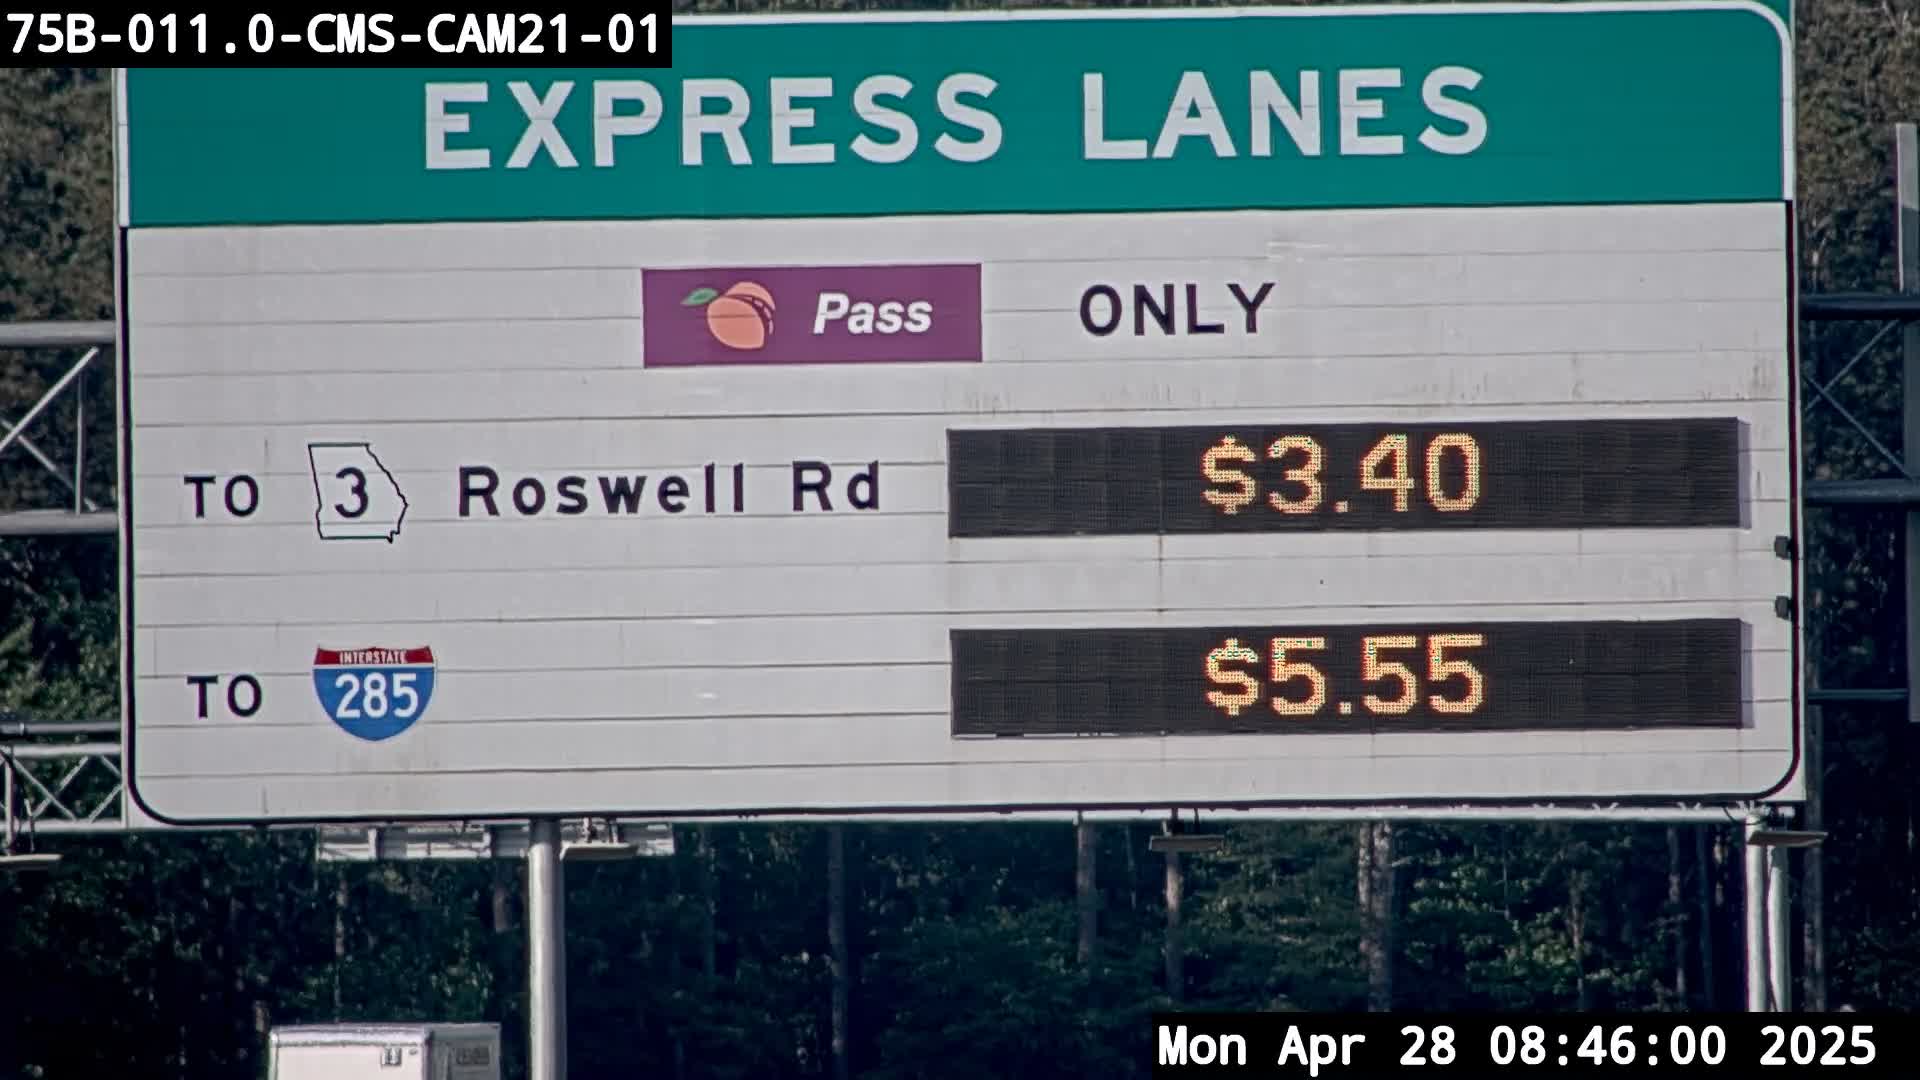 75B-011.0-CMS-CAM21-01
EXPRESS LANES
Pass ONLY
TO 3 Roswell Rd $3.40
INTERSTATE
TO 285 $5.55
Mon Apr 28 08:46:00 2025